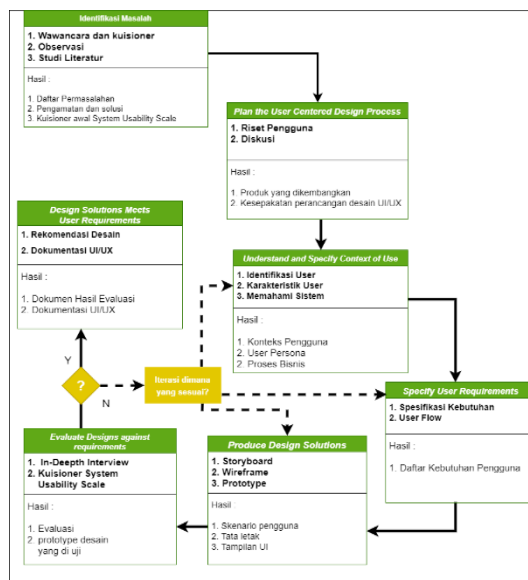 Identifikasi Masalah
1. Wawancara dan kuisioner
2. Observasi
3. Studi Literatur
Hasil :
1. Daftar Permasalahan
2. Pengamatan dan solusi
3. Kuisioner awal System Usability Scale
Plan the User Centered Design Process
1. Riset Pengguna
2. Diskusi
Hasil :
1. Produk yang dikembangkan
2. Kesepakatan perancangan desain UI/UX
Design Solutions Meets
User Requirements
1. Rekomendasi Desain
2. Dokumentasi UI/UX
Hasil :
1. Dokumen Hasil Evaluasi
2. Dokumentasi UI/UX
Understand and Specify Context of Use
1. Identifikasi User
2. Karakteristik User
3. Memahami Sistem
Hasil :
1. Konteks Pengguna
2. User Persona
3. Proses Bisnis
Y
?
N
Iterasi dimana
yang sesuai?
Specify User Requirements
1. Spesifikasi Kebutuhan
2. User Flow
Hasil :
1. Daftar Kebutuhan Pengguna
Evaluate Designs against
requirements
1. In-Deepth Interview
2. Kuisioner System
Usability Scale
Hasil :
1. Evaluasi
2. prototype desain
yang di uji
Produce Design Solutions
1. Storyboard
2. Wireframe
3. Prototype
Hasil :
1. Skenario pengguna
2. Tata letak
3. Tampilan UI